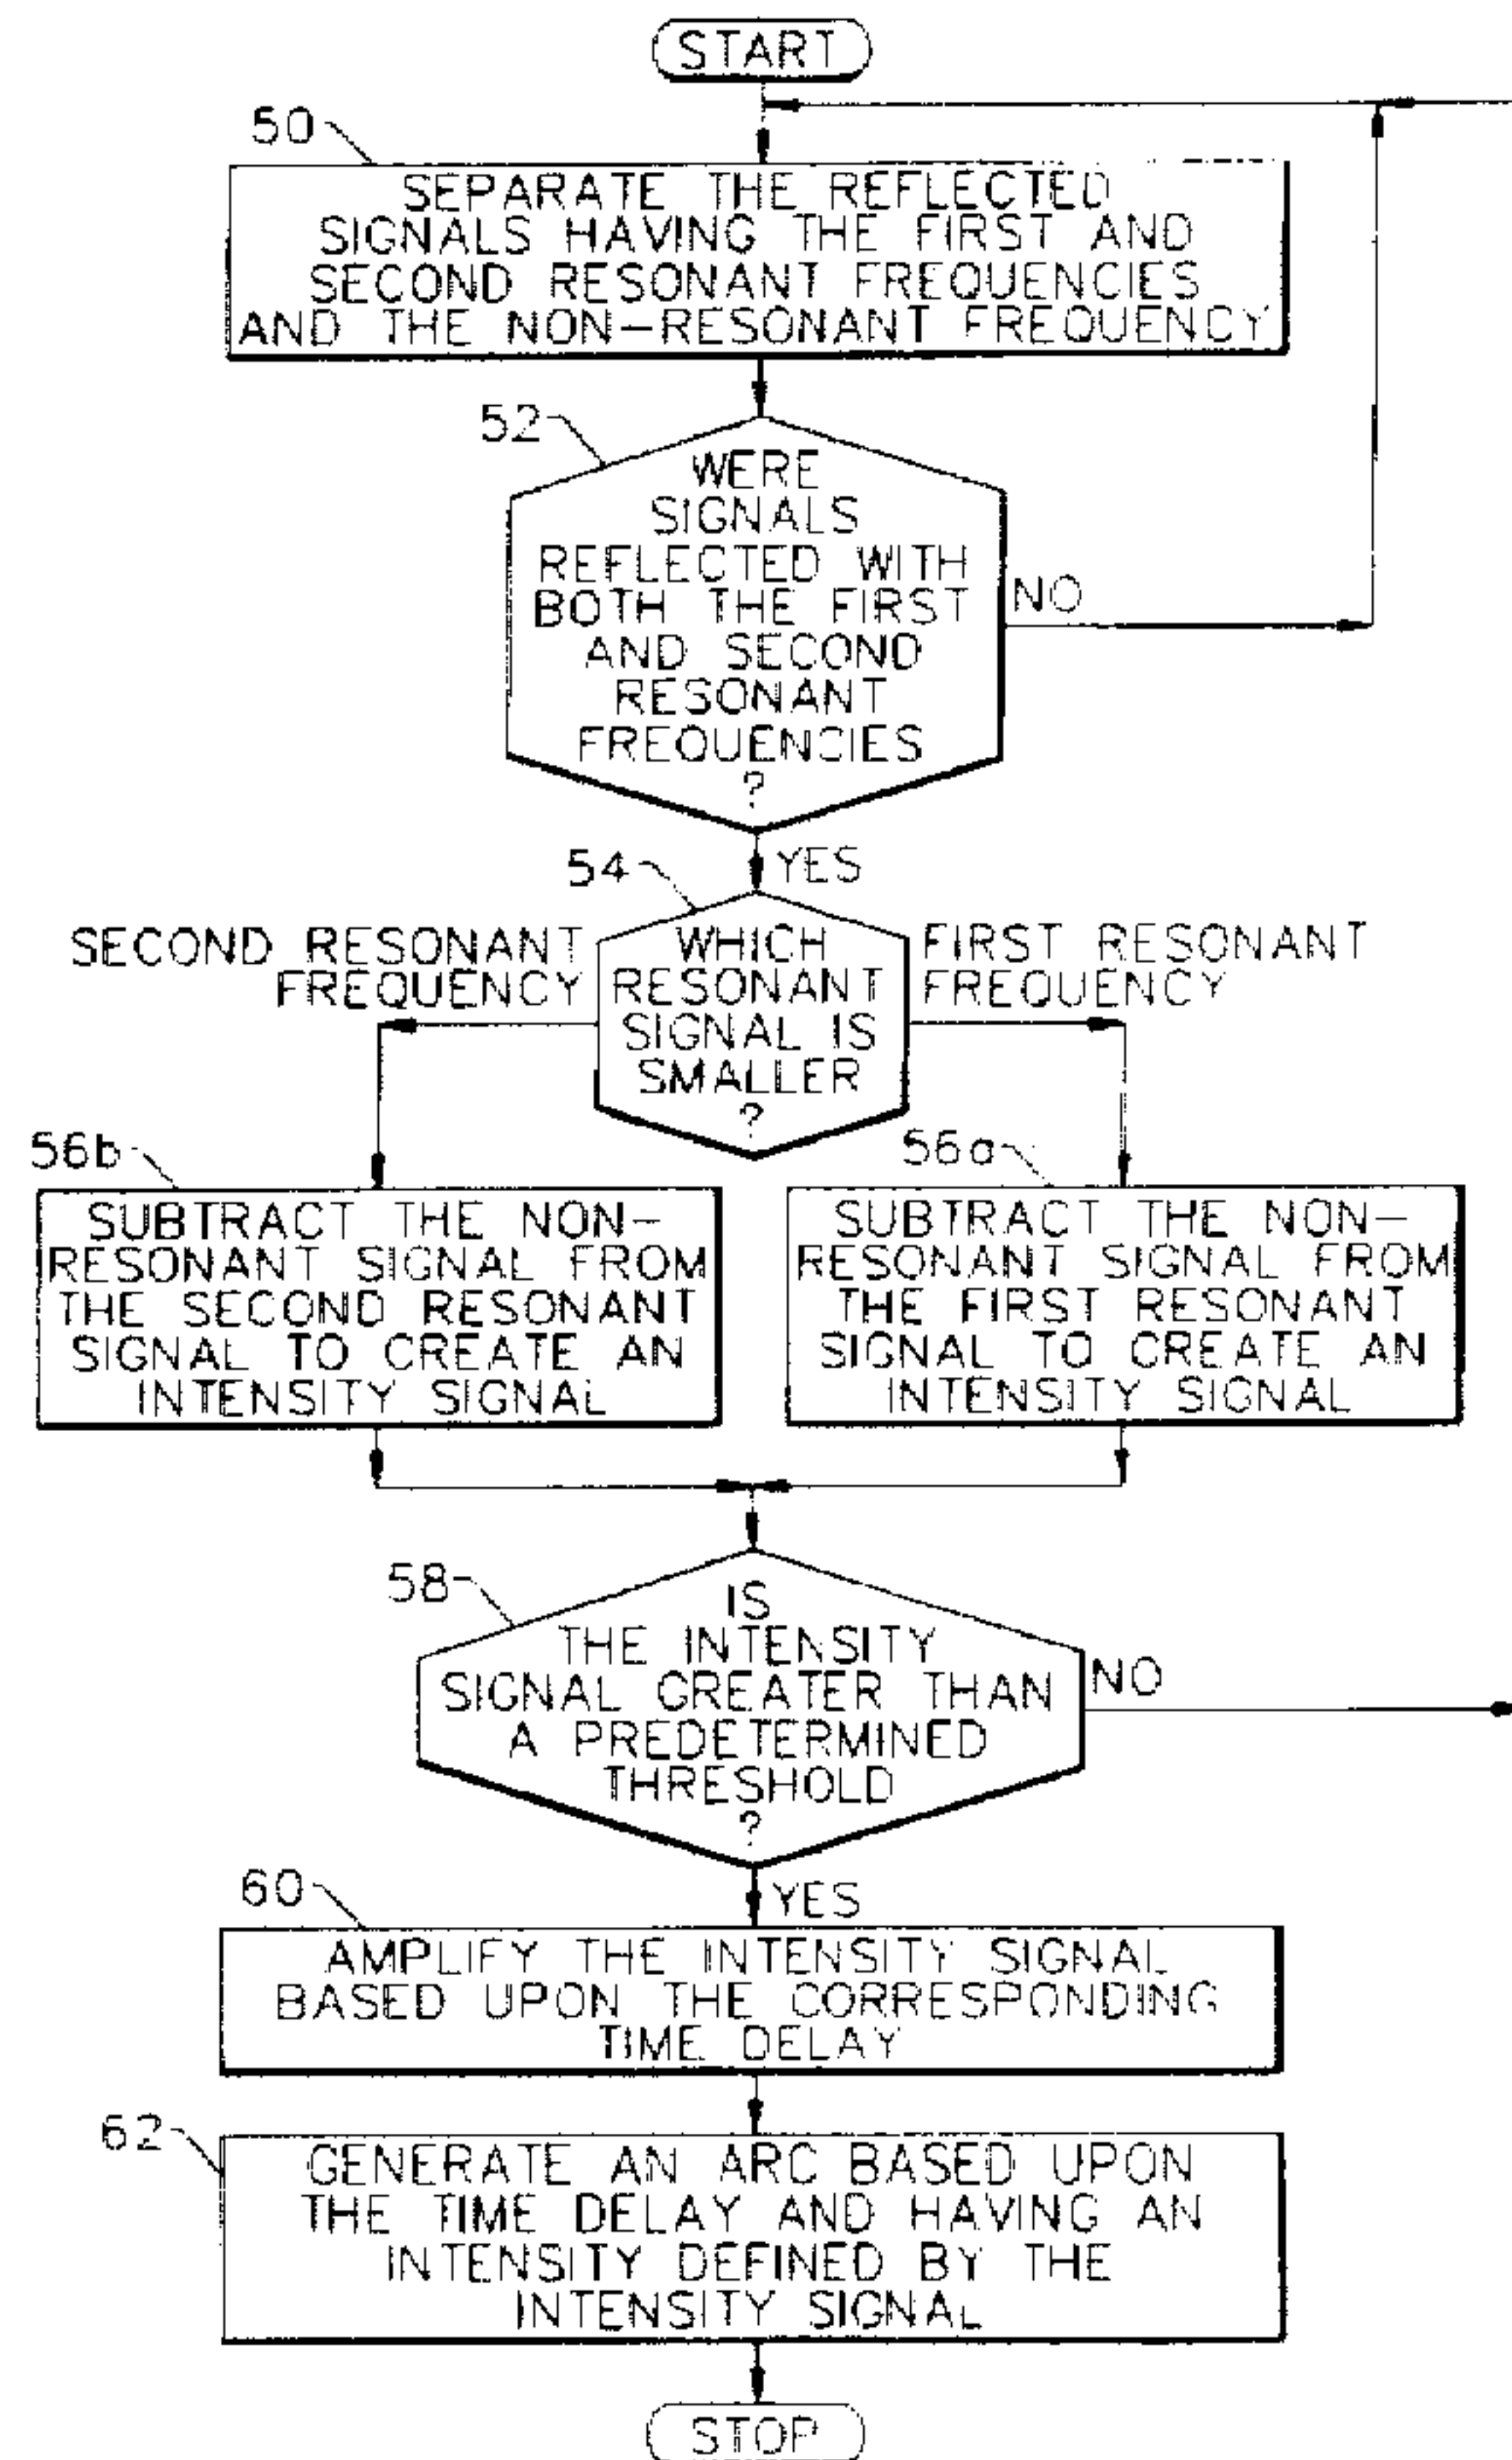 START
50
SEPARATE THE REFLECTED
SIGNALS HAVING THE FIRST AND
SECOND RESONANT FREQUENCIES
AND THE NON-RESONANT FREQUENCY
52
WERE
SIGNALS
REFLECTED WITH
BOTH THE FIRST
AND SECOND
RESONANT
FREQUENCIES
?
NO
YES
54
SECOND RESONANT
FREQUENCY
WHICH
RESONANT
SIGNAL IS
SMALLER
?
FIRST RESONANT
FREQUENCY
56b
SUBTRACT THE NON-
RESONANT SIGNAL FROM
THE SECOND RESONANT
SIGNAL TO CREATE AN
INTENSITY SIGNAL
56a
SUBTRACT THE NON-
RESONANT SIGNAL FROM
THE FIRST RESONANT
SIGNAL TO CREATE AN
INTENSITY SIGNAL
58
IS
THE INTENSITY
SIGNAL GREATER THAN
A PREDETERMINED
THRESHOLD
?
NO
YES
60
AMPLIFY THE INTENSITY SIGNAL
BASED UPON THE CORRESPONDING
TIME DELAY
62
GENERATE AN ARC BASED UPON
THE TIME DELAY AND HAVING AN
INTENSITY DEFINED BY THE
INTENSITY SIGNAL
STOP